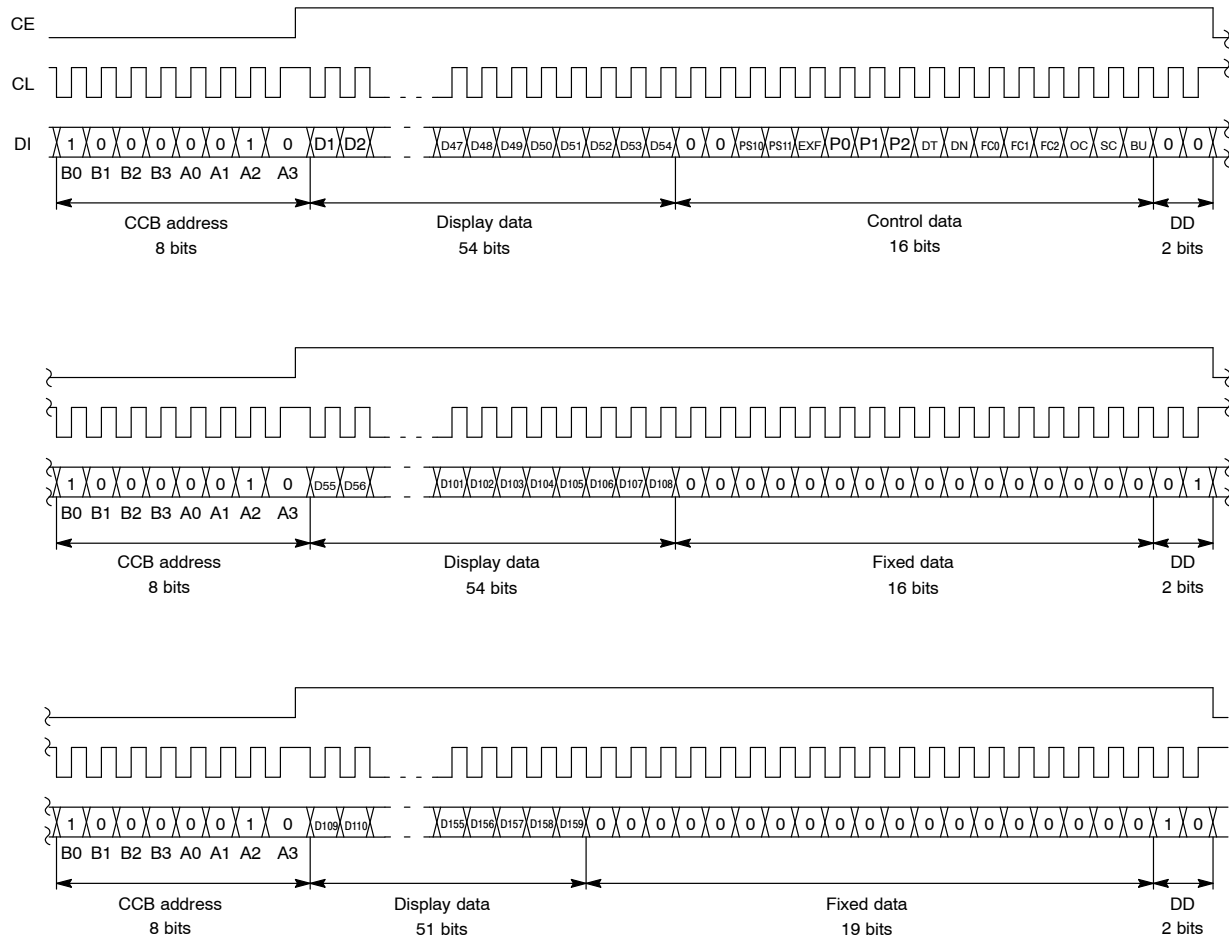 CE
CL
DI 1 0 0 0 0 0 1 0 D1 D2 D47 D48 D49 D50 D51 D52 D53 D54 0 0 PS10 PS11 EXF P0 P1 P2 DT DN FC0 FC1 FC2 OC SC BU 0 0
B0 B1 B2 B3 A0 A1 A2 A3
CCB address Display data Control data DD
8 bits 54 bits 16 bits 2 bits
1 0 0 0 0 0 1 0 D55 D56 D101 D102 D103 D104 D105 D106 D107 D108 0 0 0 0 0 0 0 0 0 0 0 0 0 0 0 0 0 1
B0 B1 B2 B3 A0 A1 A2 A3
CCB address Display data Fixed data DD
8 bits 54 bits 16 bits 2 bits
1 0 0 0 0 0 1 0 D109 D110 D155 D156 D157 D158 D159 0 0 0 0 0 0 0 0 0 0 0 0 0 0 0 0 0 0 0 1 0
B0 B1 B2 B3 A0 A1 A2 A3
CCB address Display data Fixed data DD
8 bits 51 bits 19 bits 2 bits